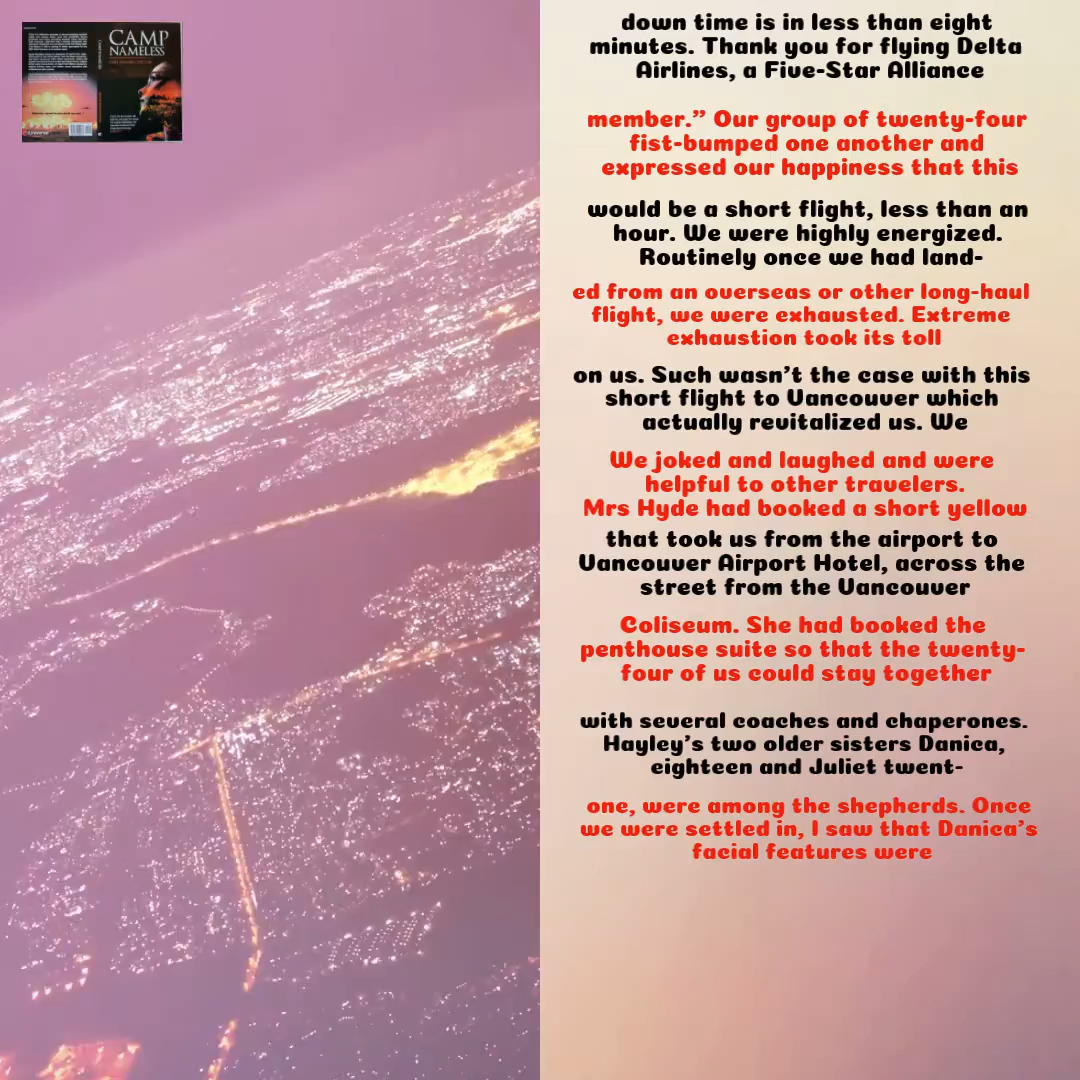 CAMP
NAMELESS
down time is in less than eight
minutes. Thank you for flying Delta
Airlines, a Five-Star Alliance
member.” Our group of twenty-four
fist-bumped one another and
expressed our happiness that this
would be a short flight, less than an
hour. We were highly energized.
Routinely once we had land-
ed from an overseas or other long-haul
flight, we were exhausted. Extreme
exhaustion took its toll
on us. Such wasn’t the case with this
short flight to Vancouver which
actually revitalized us. We
We joked and laughed and were
helpful to other travelers.
Mrs Hyde had booked a short yellow
that took us from the airport to
Vancouver Airport Hotel, across the
street from the Vancouver
Coliseum. She had booked the
penthouse suite so that the twenty-
four of us could stay together
with several coaches and chaperones.
Hayley’s two older sisters Danica,
eighteen and Juliet twent-
one, were among the shepherds. Once
we were settled in, I saw that Danica’s
facial features were